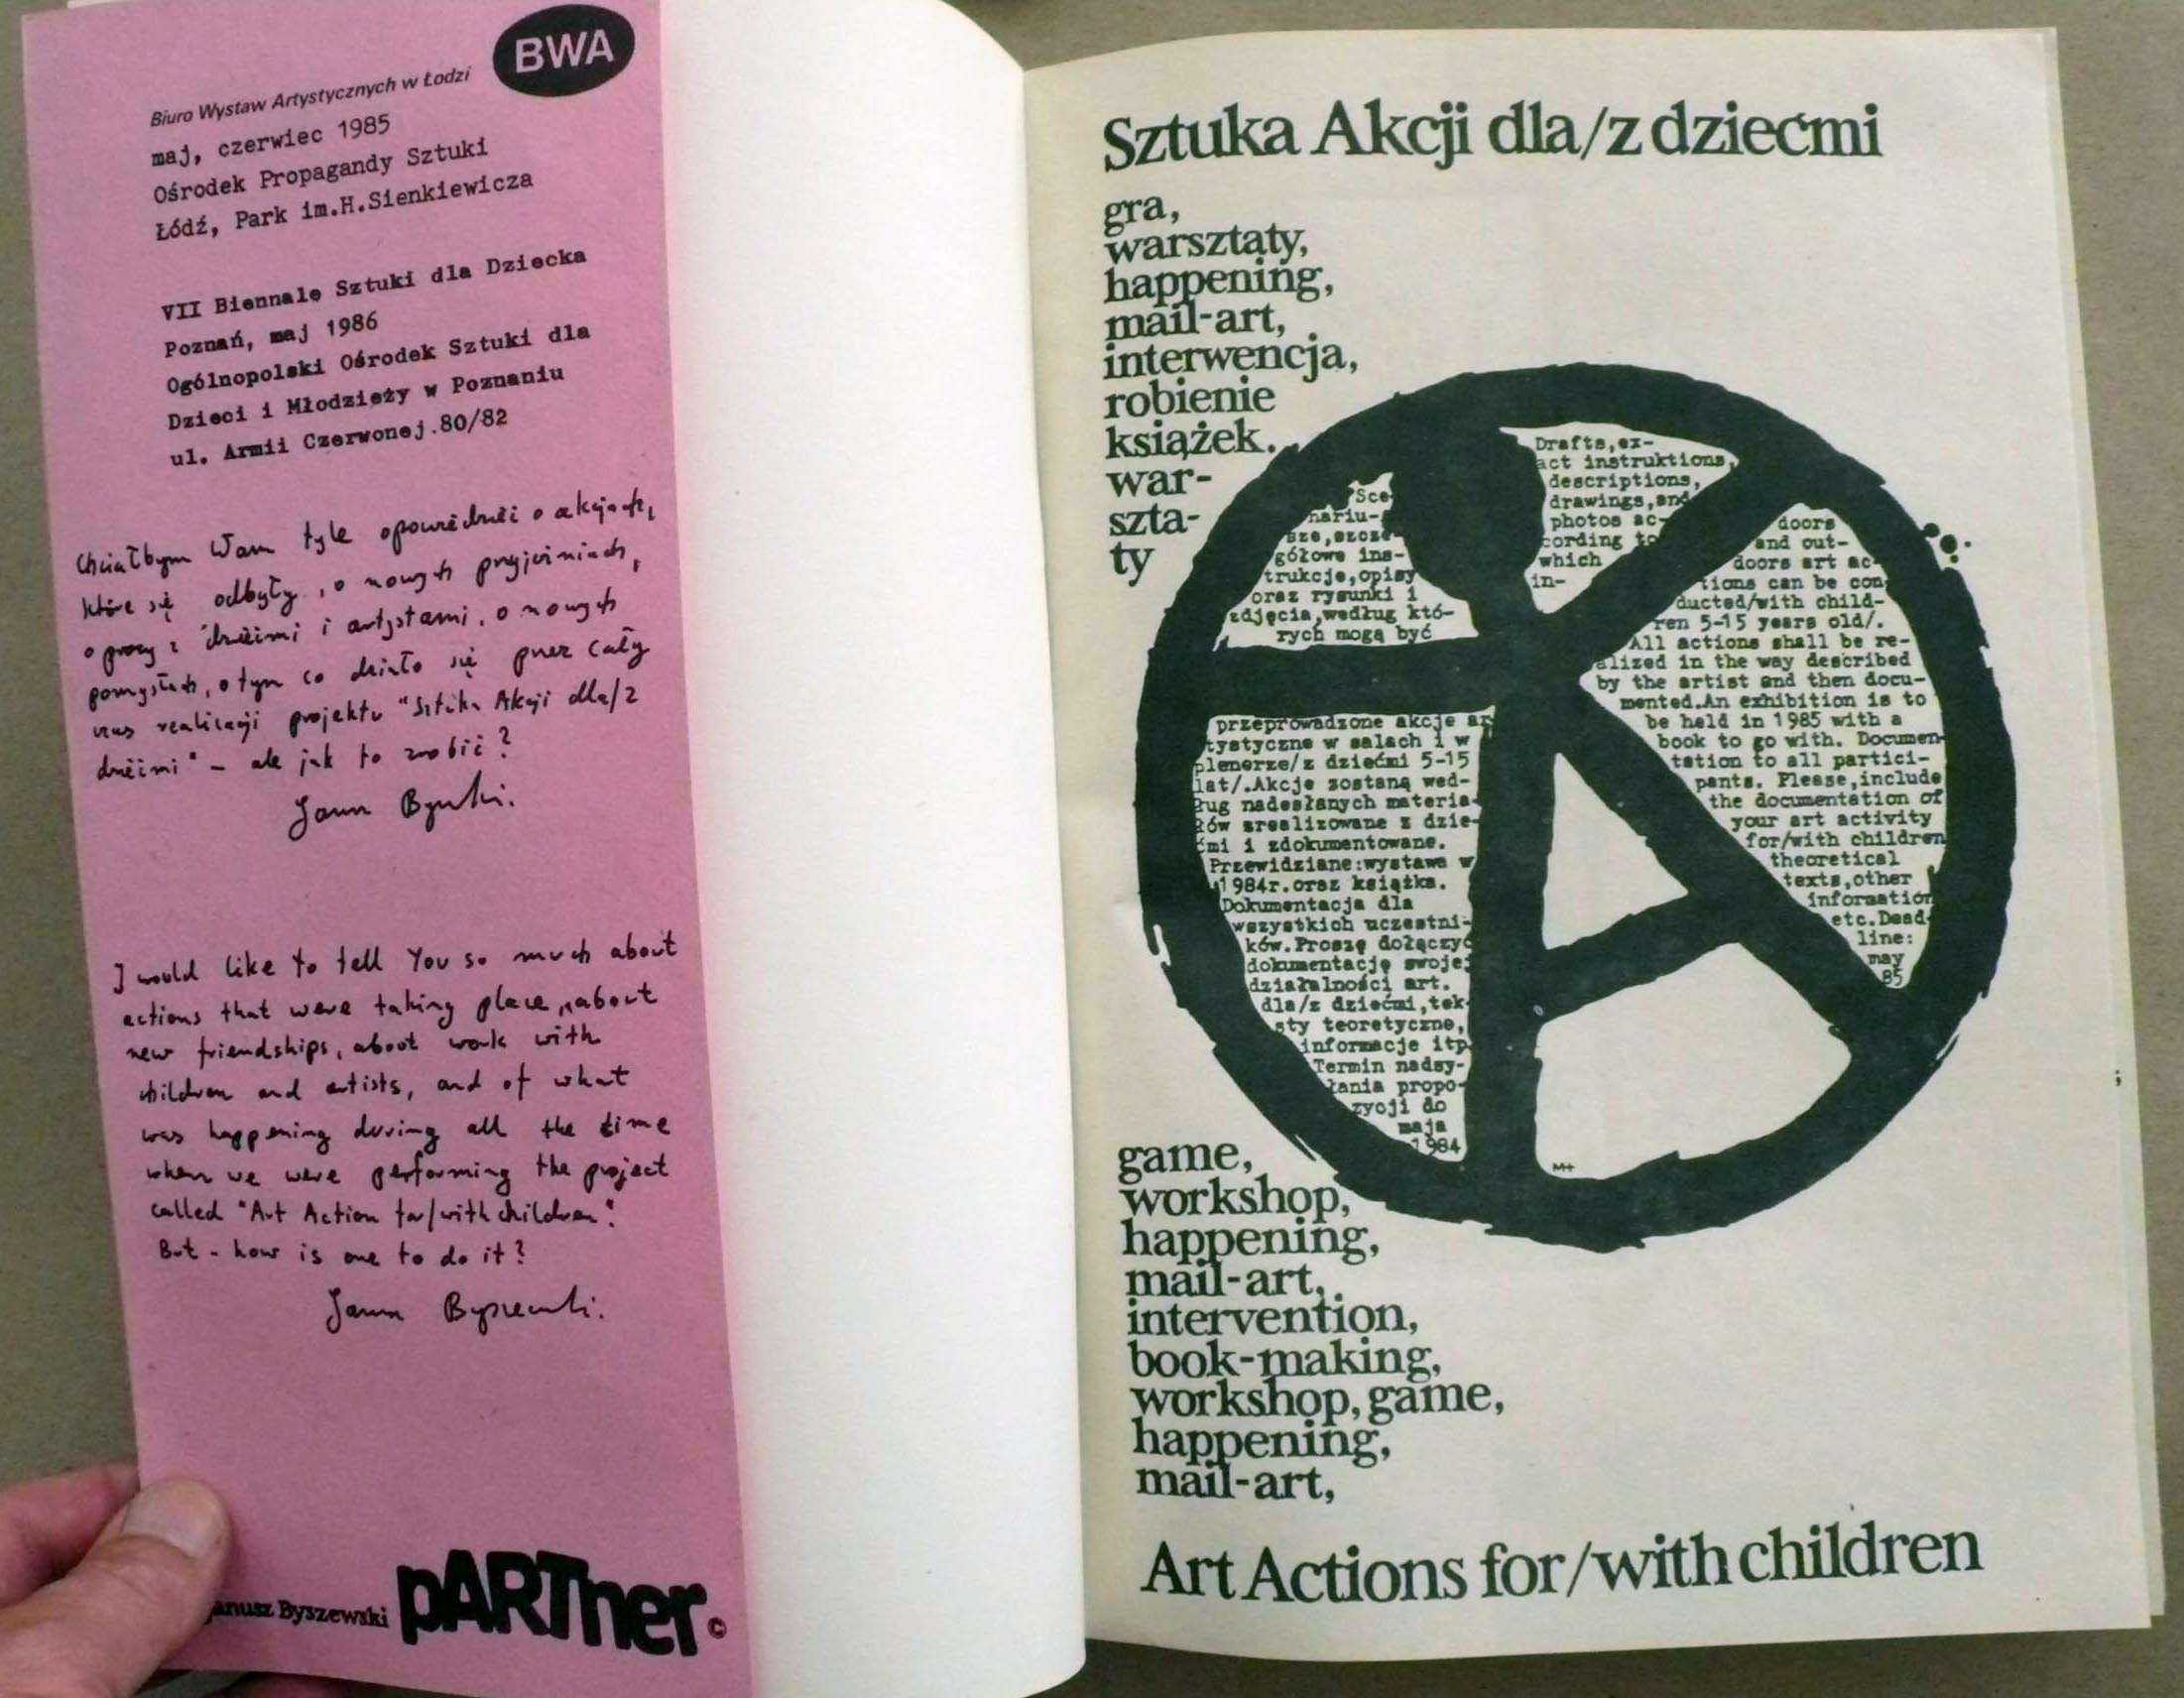 BWA
Biuro Wystaw Artystycznych w Łodzi
maj, czerwiec 1985
Ośrodek Propagandy Sztuki
Łódź, Park im.H.Sienkiewicza
VII Biennale Sztuki dla Dziecka
Poznań, maj 1986
Ogólnopolski Ośrodek Sztuki dla
Dzieci i Młodzieży w Poznaniu
ul. Armii Czerwonej.80/82
Chciałbym Wam tyle opowiedzieć o akcjach,
które się odbyły, o nowych przyjaźniach,
o pracy z dziećmi i artystami, o nowych
pomysłach, o tym co działo się przez cały
czas realizacji projektu "Sztuka Akcji dla/z
dziećmi" - ale jak to zrobić?
I would like to tell You so much about
actions that were taking place, about
new friendships, about work with
children and artists, and of what
was happening during all the time
when we were performing the project
called "Art Action for/with children".
But - how is one to do it?
anusz Byszewski pARTner ©
Sztuka Akcji dla/z dziećmi
gra,
warsztaty,
happening,
mail-art,
interwencja,
robienie
książek.
war-
szta-
ty
Sce-
nariu-
sze,szcze-
gółowe ins-
trukcje,opisy
oraz rysunki i
zdjęcia,według któ-
rych mogą być
przeprowadzone akcje ar
tystyczne w salach i w
plenerze/z dziećmi 5-15
lat/.Akcje zostaną wed-
ług nadesłanych materia-
łów zrealizowane z dzie-
ćmi i zdokumentowane.
Przewidziane:wystawa w
1984r.oraz książka.
Dokumentacja dla
wszystkich uczestni-
ków.Proszę dołączyć
dokumentację swojej
działalności art.
dla/z dziećmi,tek-
sty teoretyczne,
informacje itp
Termin nadsy-
łania propo-
zycji do
maja
1984
Drafts,ex-
act instruktions,
descriptions,
drawings,and
photos ac-
cording to
which
in-
doors
and out-
doors art ac-
tions can be con
ducted/with child-
ren 5-15 years old/.
All actions shall be re-
alized in the way described
by the artist and then docu-
mented.An exhibition is to
be held in 1985 with a
book to go with. Documen-
tation to all partici-
pants. Please,include
the documentation of
your art activity
for/with children
theoretical
texts,other
information
etc.Dead-
line:
may
85
M+
game,
workshop,
happening,
mail-art,
intervention,
book-making,
workshop, game,
happening,
mail-art,
Art Actions for/with children